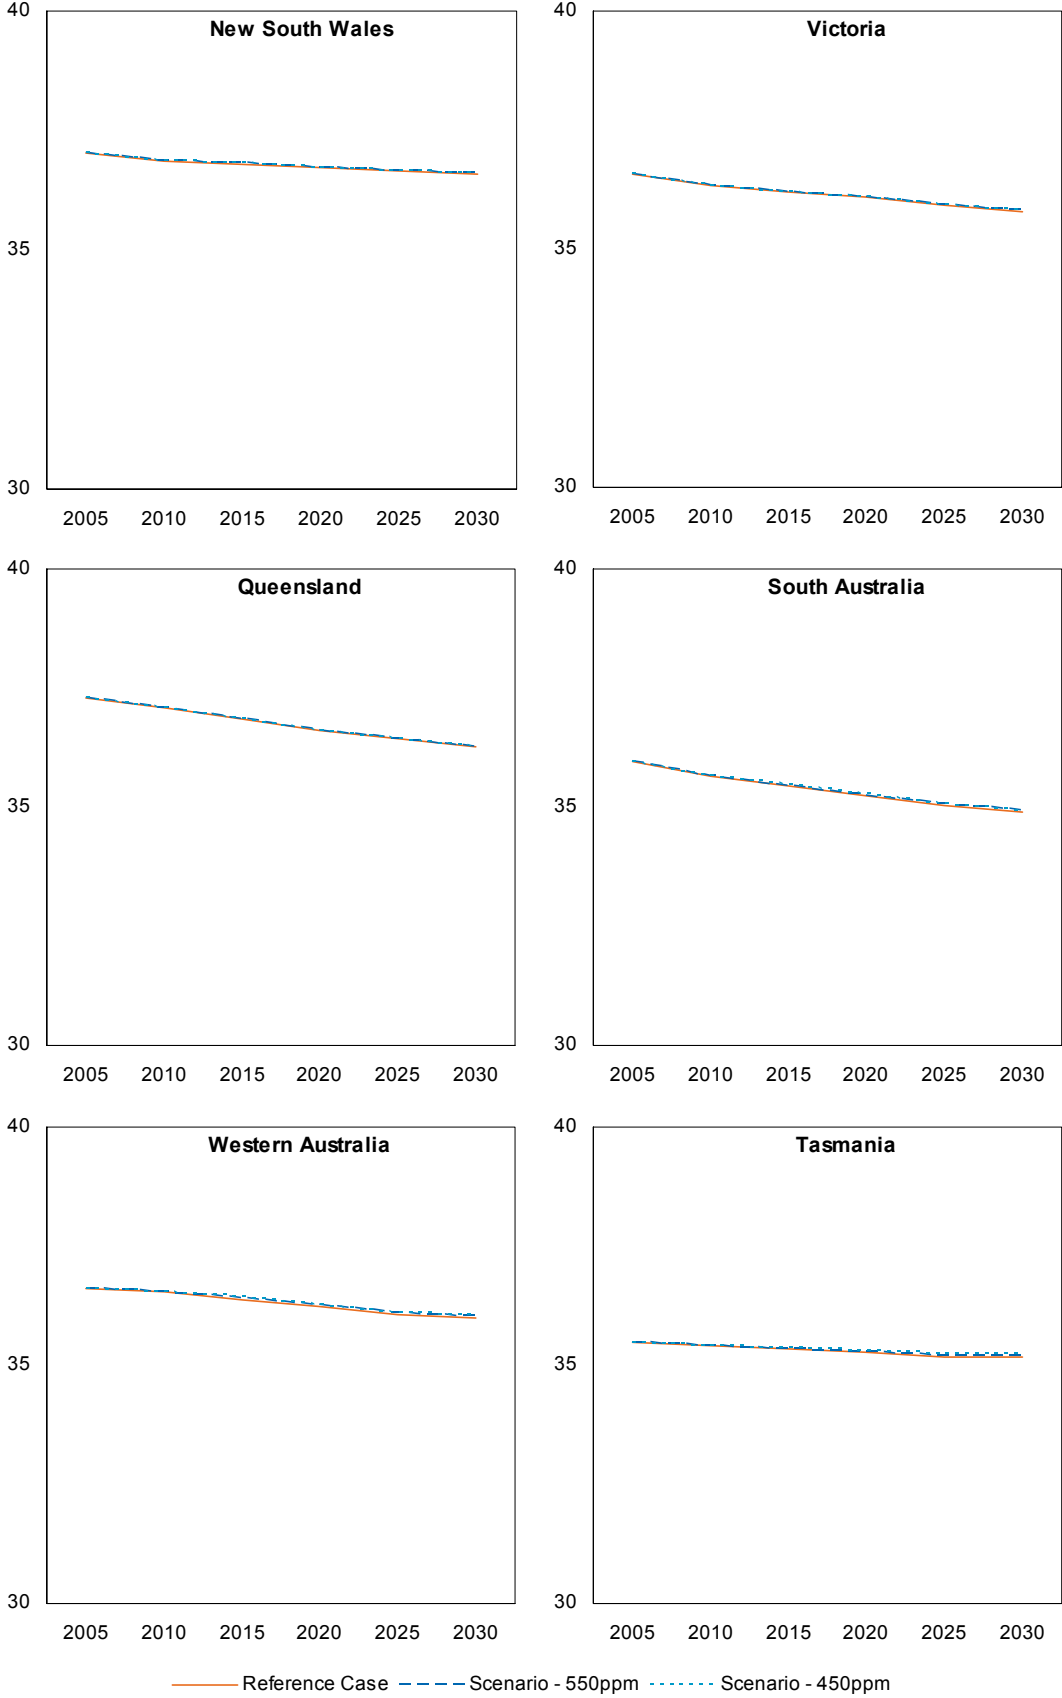 40
New South Wales
35
30
2005 2010 2015 2020 2025 2030
40
Victoria
35
30
2005 2010 2015 2020 2025 2030
40
Queensland
35
30
2005 2010 2015 2020 2025 2030
40
South Australia
35
30
2005 2010 2015 2020 2025 2030
40
Western Australia
35
30
2005 2010 2015 2020 2025 2030
40
Tasmania
35
30
2005 2010 2015 2020 2025 2030
Reference Case Scenario - 550ppm Scenario - 450ppm